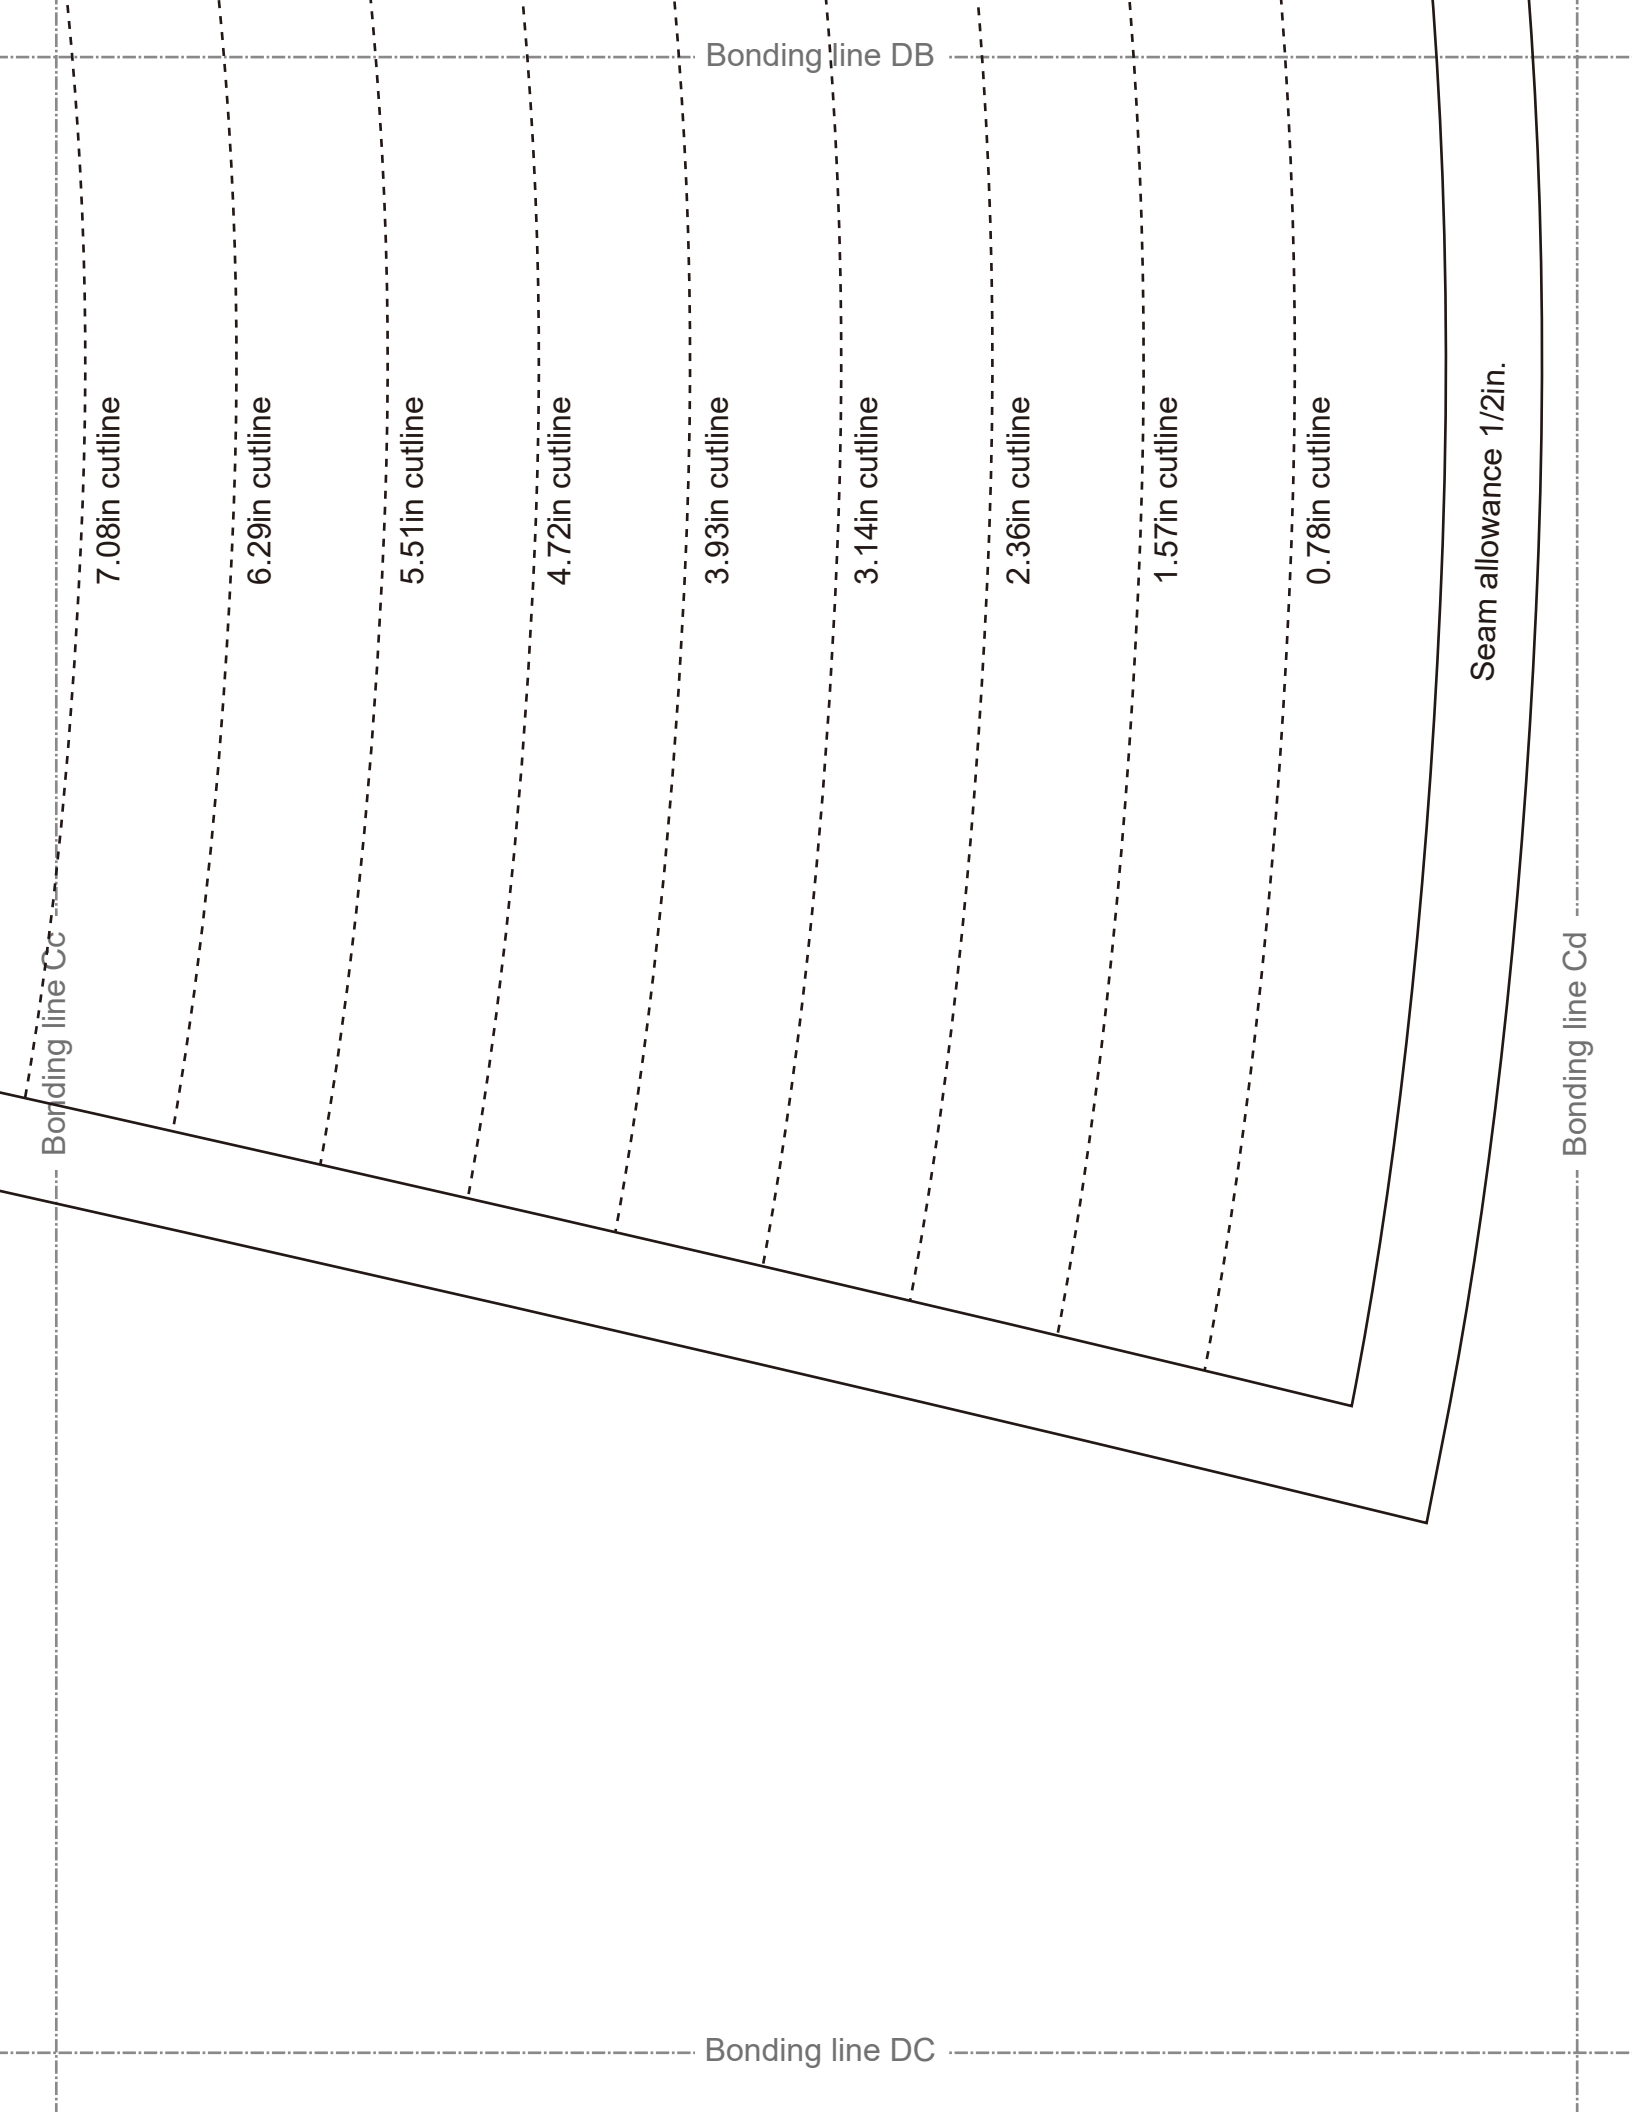 Bonding line DB
7.08in cutline
6.29in cutline
5.51in cutline
4.72in cutline
3.93in cutline
3.14in cutline
2.36in cutline
1.57in cutline
0.78in cutline
Seam allowance 1/2in.
Bonding line Cc
Bonding line Cd
Bonding line DC